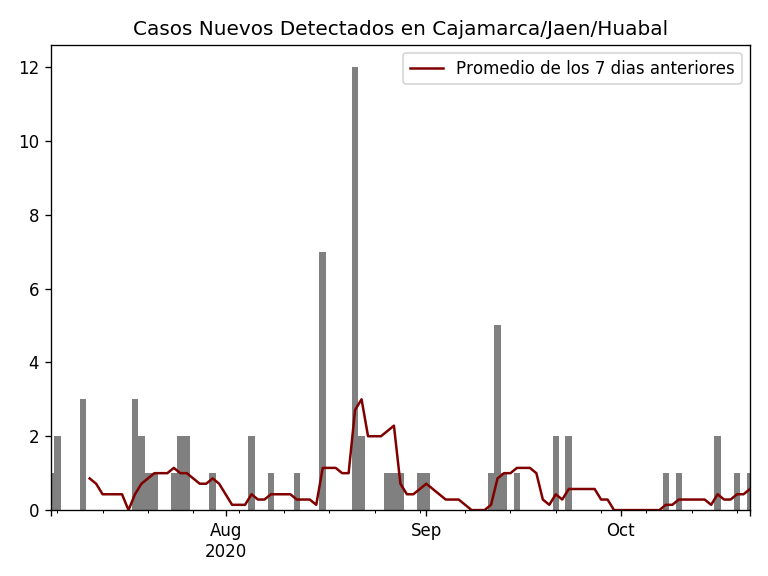 Casos Nuevos Detectados en Cajamarca/Jaen/Huabal
Promedio de los 7 dias anteriores
12
10
8
6
4
2
0
Aug
2020
Sep
Oct